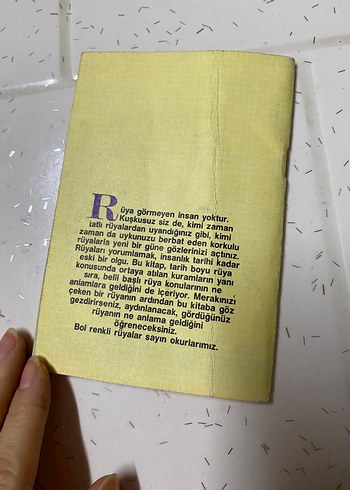 Rüya görmeyen insan yoktur.
Kuşkusuz siz de, kimi zaman
tatlı rüyalardan uyandığınız gibi, kimi
zaman da uykunuzu berbat eden korkulu
rüyalarla yeni bir güne gözlerinizi açtınız.
Rüyaları yorumlamak, insanlık tarihi kadar
eski bir olgu. Bu kitap, tarih boyu rüya
konusunda ortaya atılan kuramların yanı
sıra, belli başlı rüya konularının ne
anlamlara geldiğini de içeriyor. Merakınızı
çeken bir rüyanın ardından bu kitaba göz
gezdirirseniz, aydınlanacak, gördüğünüz
rüyanın ne anlama geldiğini
öğreneceksiniz.
Bol renkli rüyalar sayın okurlarımız.